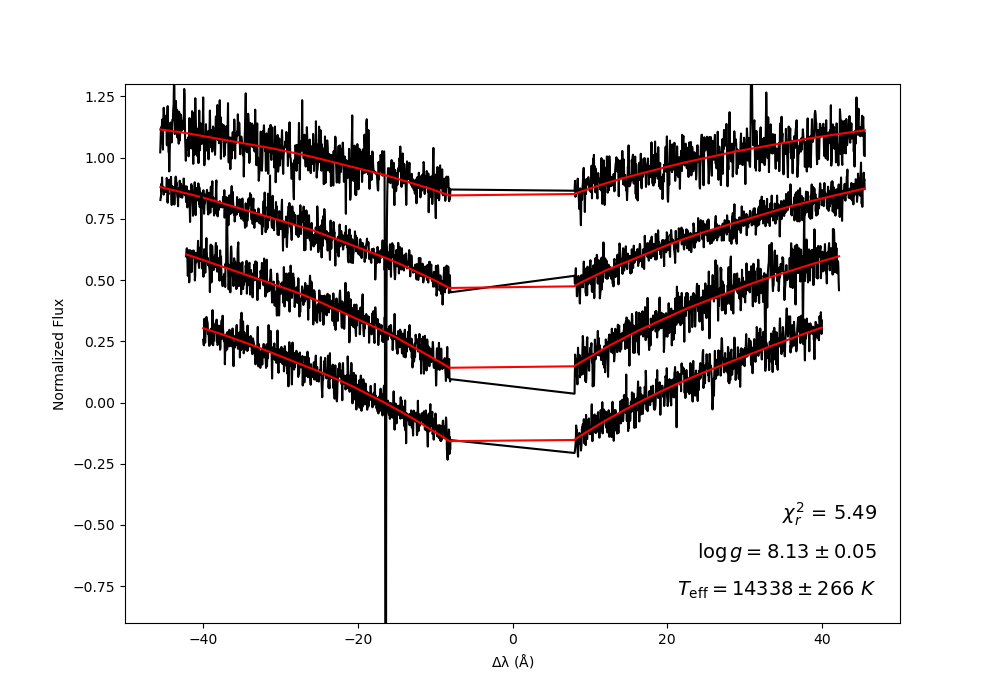 1.25
1.00
0.75
0.50
0.25
0.00
−0.25
−0.50
−0.75
Normalized Flux
χ²ᵣ = 5.49
log g = 8.13 ± 0.05
T_eff = 14338 ± 266 K
−40 −20 0 20 40
Δλ (Å)